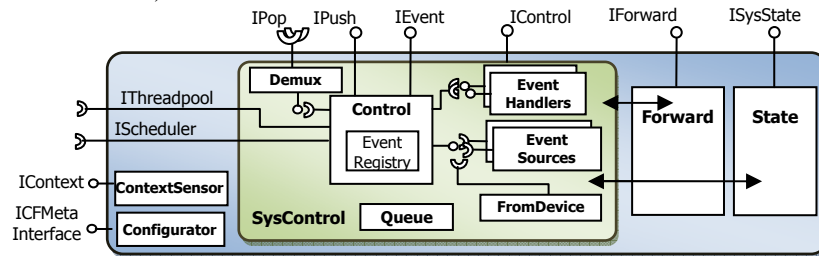 IPop IPush IEvent IControl IForward ISysState
Demux
Event
Handlers
IThreadpool
Control
Forward State
IScheduler
Event
Registry
Event
Sources
IContext
ContextSensor
FromDevice
ICFMeta
Interface
Configurator
SysControl
Queue